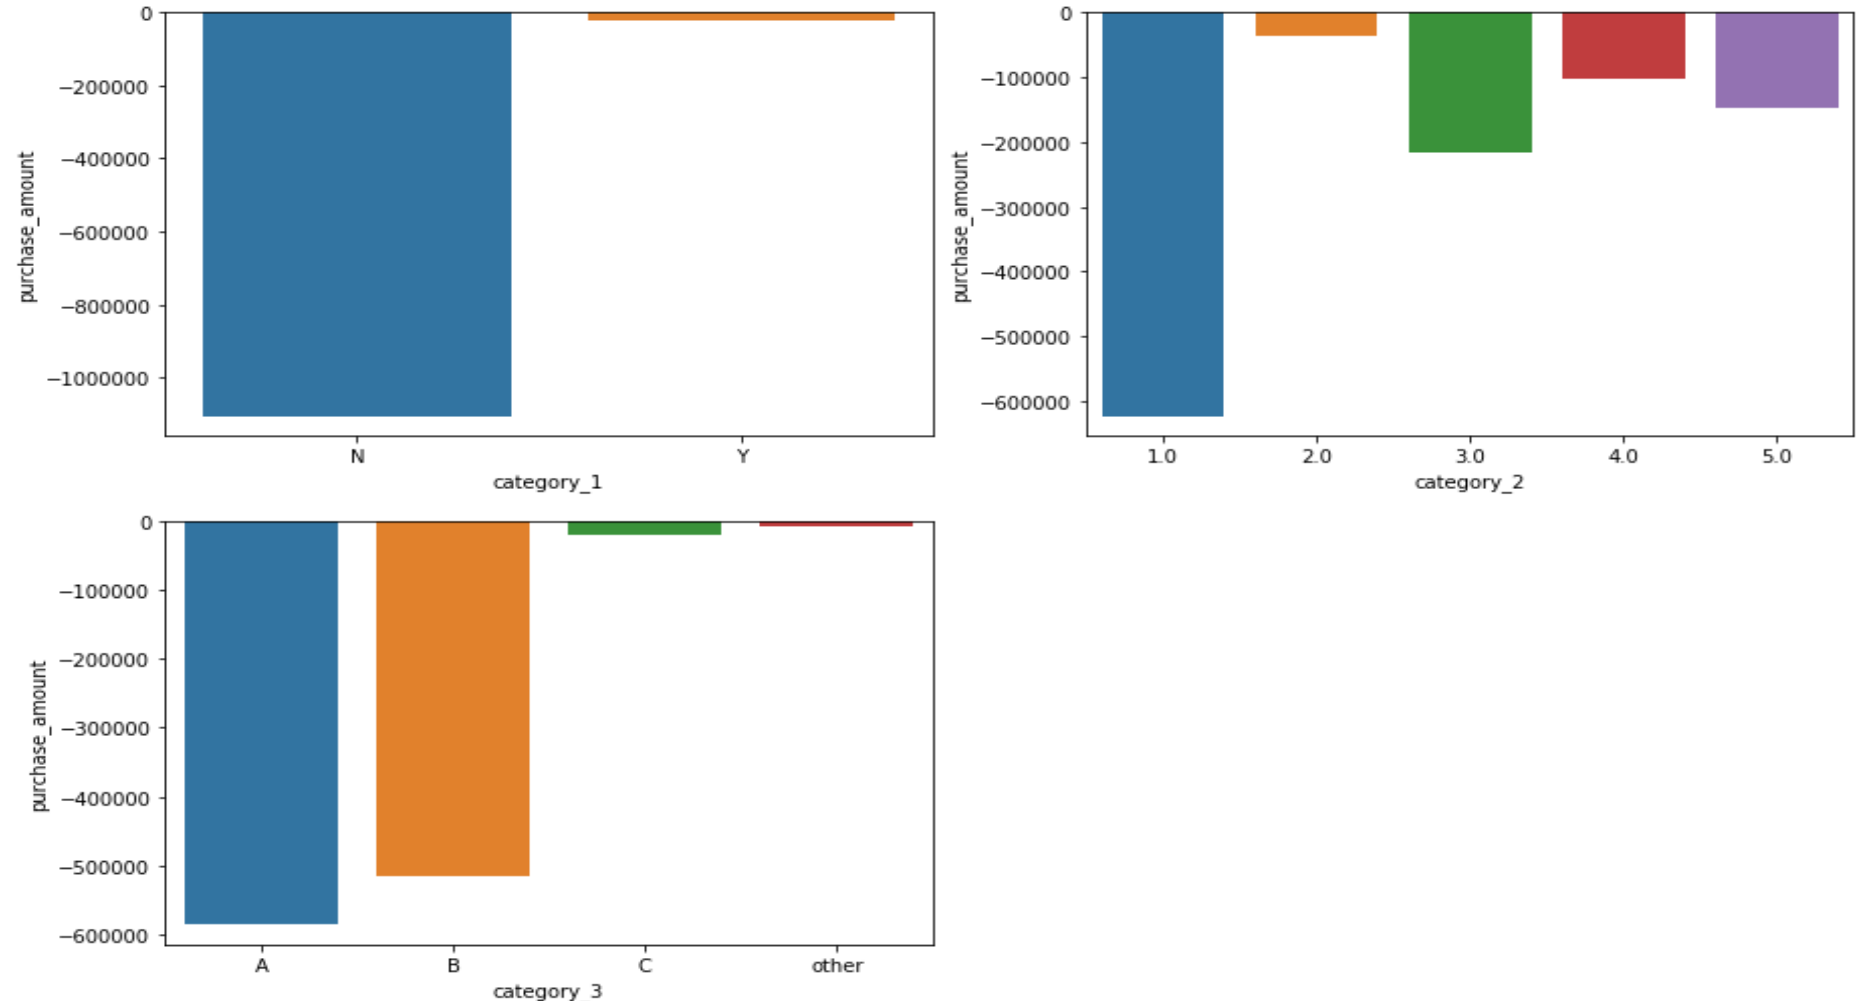 0
−200000
−400000
−600000
−800000
−1000000
purchase_amount
N
Y
category_1
0
−100000
−200000
−300000
−400000
−500000
−600000
purchase_amount
1.0
2.0
3.0
4.0
5.0
category_2
0
−100000
−200000
−300000
−400000
−500000
−600000
purchase_amount
A
B
C
other
category_3